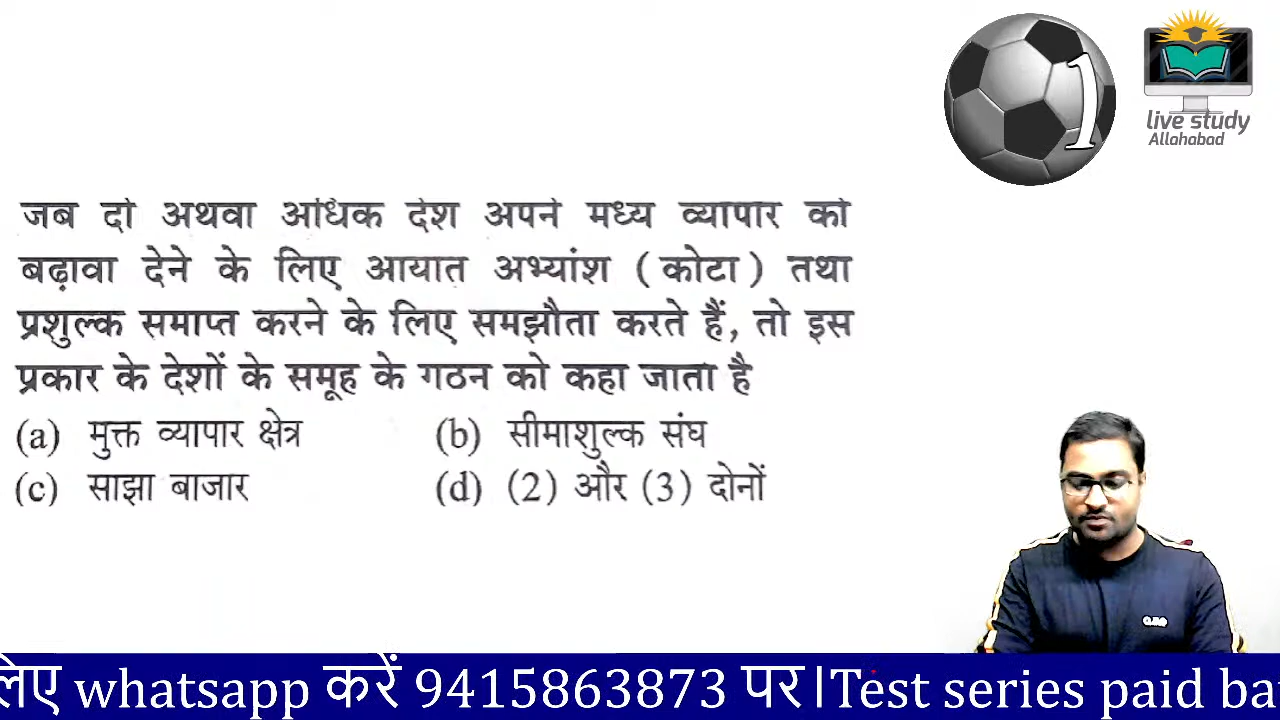 1
live study
Allahabad
जब दो अथवा अधिक देश अपने मध्य व्यापार को
बढ़ावा देने के लिए आयात अभ्यांश (कोटा) तथा
प्रशुल्क समाप्त करने के लिए समझौता करते हैं, तो इस
प्रकार के देशों के समूह के गठन को कहा जाता है
(a) मुक्त व्यापार क्षेत्र (b) सीमाशुल्क संघ
(c) साझा बाजार (d) (2) और (3) दोनों
लिए whatsapp करें 9415863873 पर।Test series paid